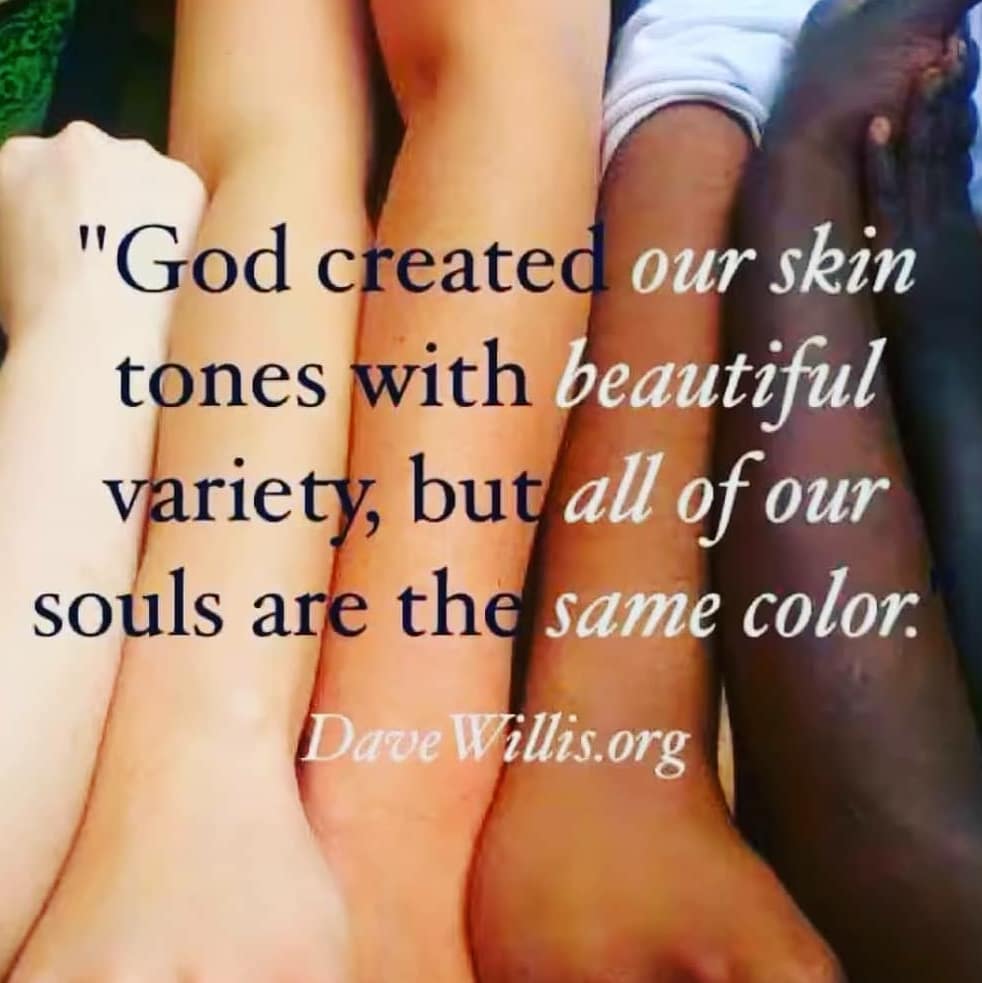 "God created our skin
tones with beautiful
variety, but all of our
souls are the same color."
DaveWillis.org